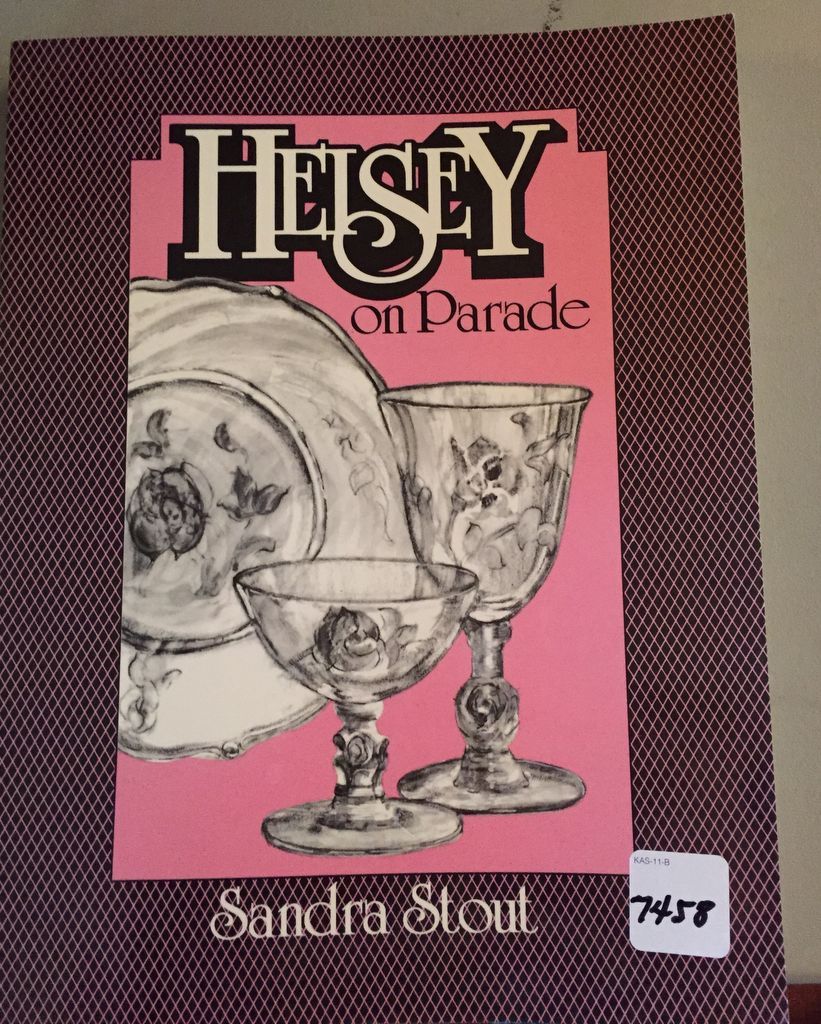 HEISEY
on Parade
Sandra Stout
KAS-11-B
7458